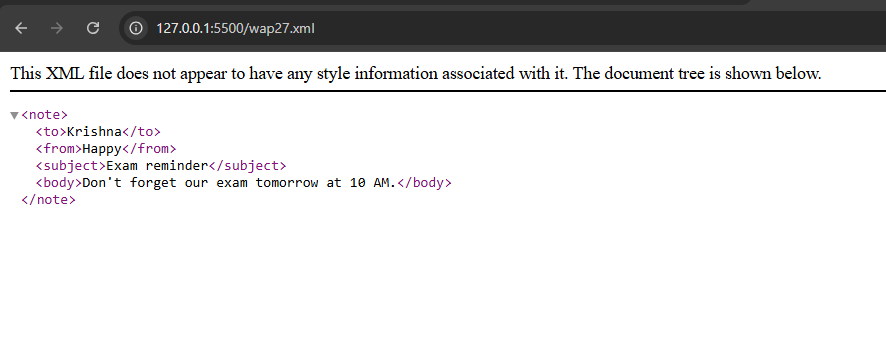 127.0.0.1:5500/wap27.xml
This XML file does not appear to have any style information associated with it. The document tree is shown below.
<note>
<to>Krishna</to>
<from>Happy</from>
<subject>Exam reminder</subject>
<body>Don't forget our exam tomorrow at 10 AM.</body>
</note>